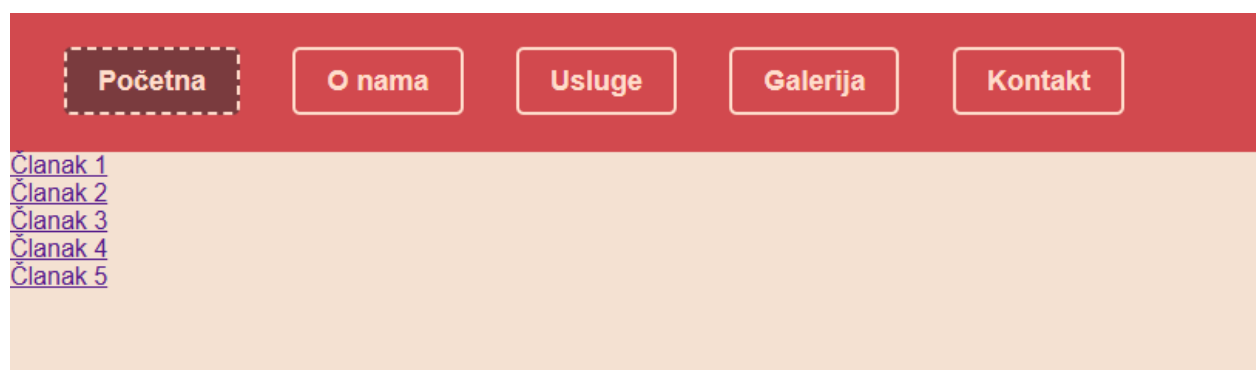 Početna O nama Usluge Galerija Kontakt
Članak 1
Članak 2
Članak 3
Članak 4
Članak 5